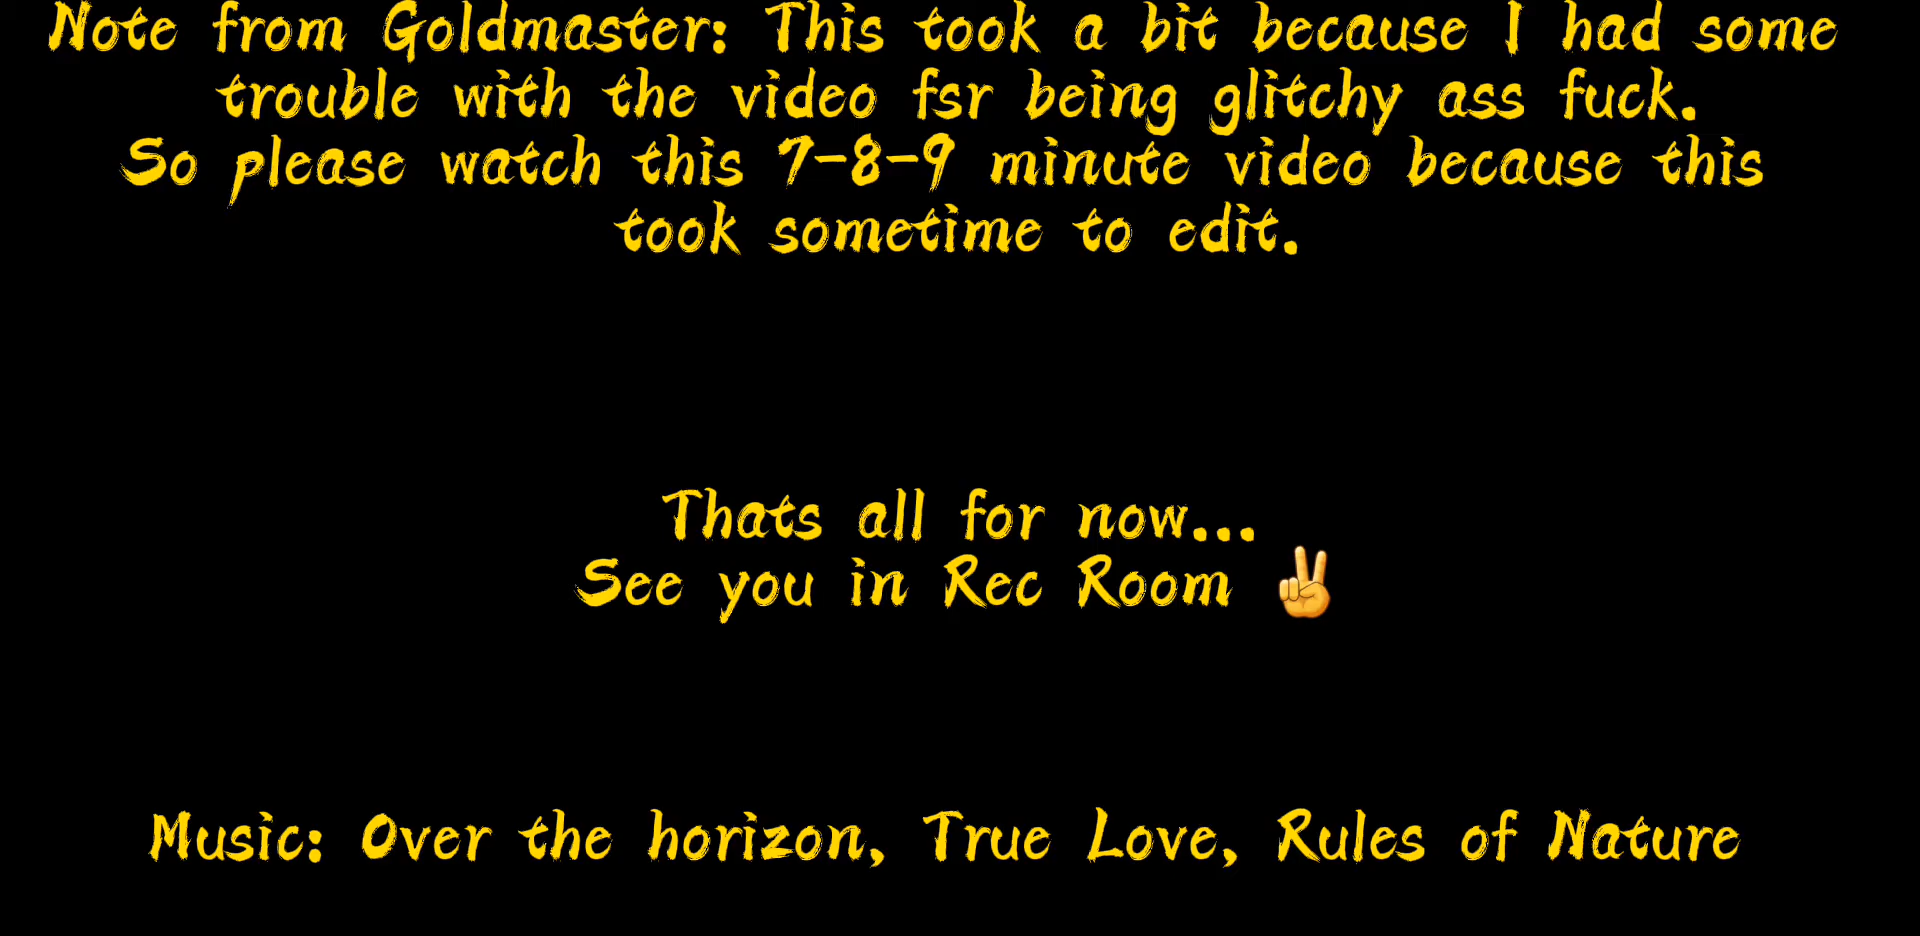 Note from Goldmaster: This took a bit because I had some
trouble with the video fsr being glitchy ass fuck.
So please watch this 7-8-9 minute video because this
took sometime to edit.
Thats all for now...
See you in Rec Room ✌
Music: Over the horizon, True Love, Rules of Nature